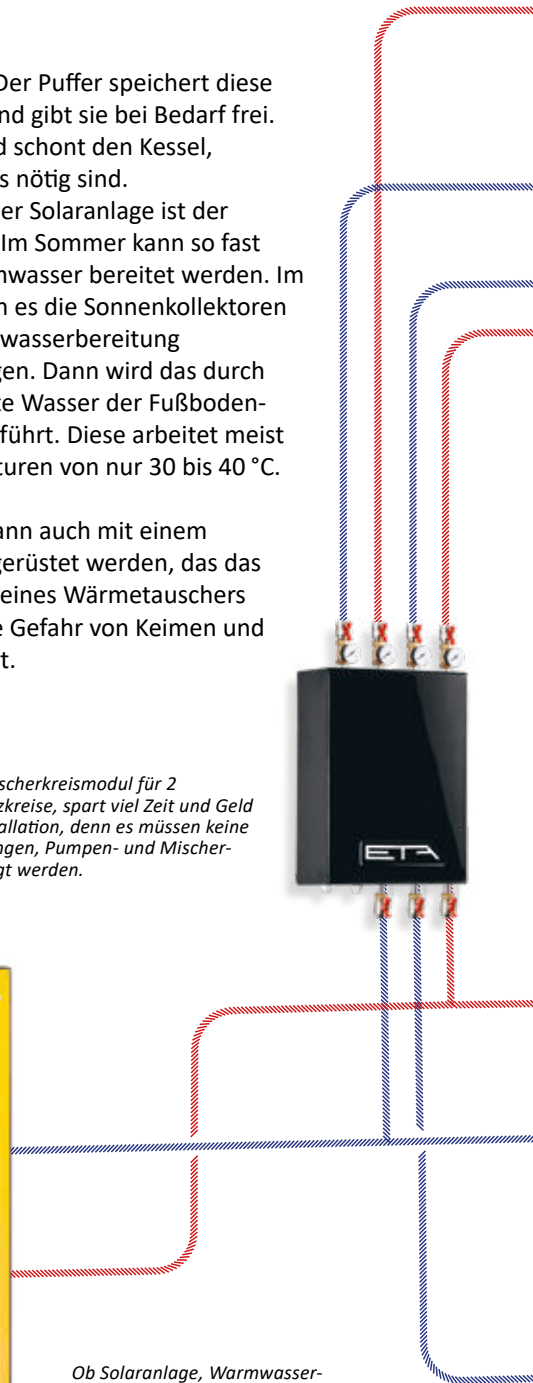 Der Puffer speichert diese
nd gibt sie bei Bedarf frei.
d schont den Kessel,
s nötig sind.
er Solaranlage ist der
Im Sommer kann so fast
nwasser bereitet werden. Im
n es die Sonnenkollektoren
wasserbereitung
gen. Dann wird das durch
te Wasser der Fußboden-
führt. Diese arbeitet meist
turen von nur 30 bis 40 °C.
ann auch mit einem
gerüstet werden, das das
eines Wärmetauschers
e Gefahr von Keimen und
t.
scherkreismodul für 2
zkreise, spart viel Zeit und Geld
allation, denn es müssen keine
ngen, Pumpen- und Mischer-
gt werden.
ETA
Ob Solaranlage, Warmwasser-